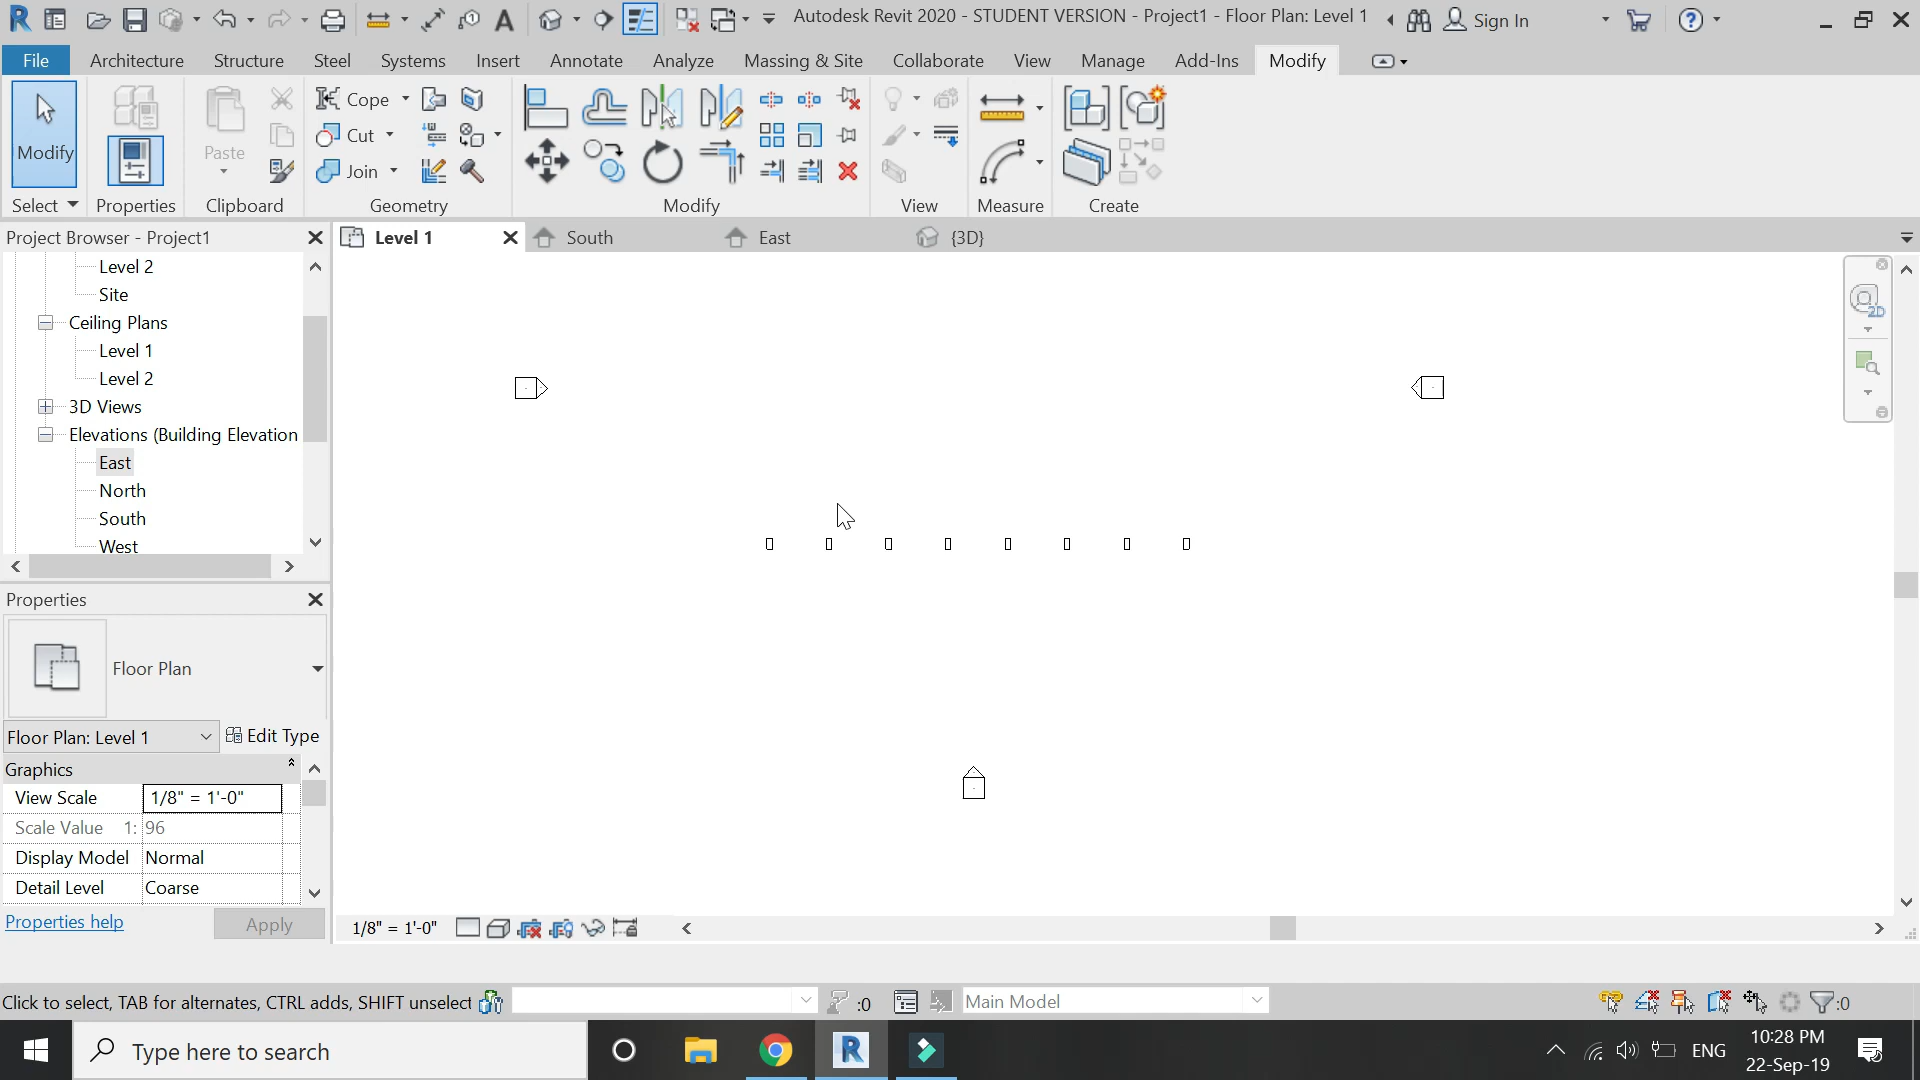 Autodesk Revit 2020 - STUDENT VERSION - Project1 - Floor Plan: Level 1
Sign In
File Architecture Structure Steel Systems Insert Annotate Analyze Massing & Site Collaborate View Manage Add-Ins Modify
Modify
Paste
Cope
Cut
Join
Select Properties Clipboard Geometry Modify View Measure Create
Project Browser - Project1
Level 1 South East {3D}
Level 2
Site
Ceiling Plans
Level 1
Level 2
3D Views
Elevations (Building Elevation
East
North
South
West
Properties
Floor Plan
Floor Plan: Level 1 Edit Type
Graphics
View Scale 1/8" = 1'-0"
Scale Value 1: 96
Display Model Normal
Detail Level Coarse
Properties help Apply
1/8" = 1'-0"
Click to select, TAB for alternates, CTRL adds, SHIFT unselect
:0
Main Model
:0
Type here to search
ENG
10:28 PM
22-Sep-19